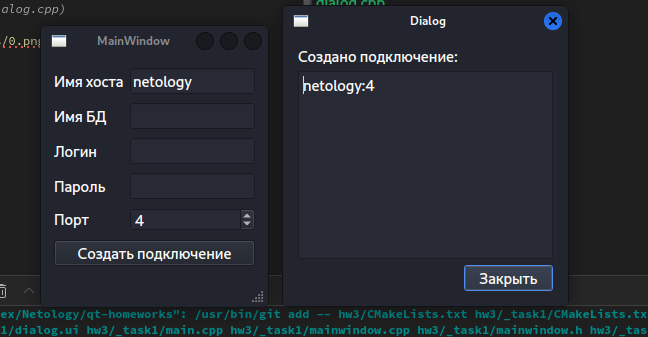 dialog.cpp
alog.cpp)
/0.png
MainWindow
Имя хоста netology
Имя БД
Логин
Пароль
Порт 4
Создать подключение
Dialog
Создано подключение:
netology:4
Закрыть
ex/Netology/qt-homeworks": /usr/bin/git add -- hw3/CMakeLists.txt hw3/_task1/CMakeLists.tx
1/dialog.ui hw3/_task1/main.cpp hw3/_task1/mainwindow.cpp hw3/_task1/mainwindow.h hw3/_tas